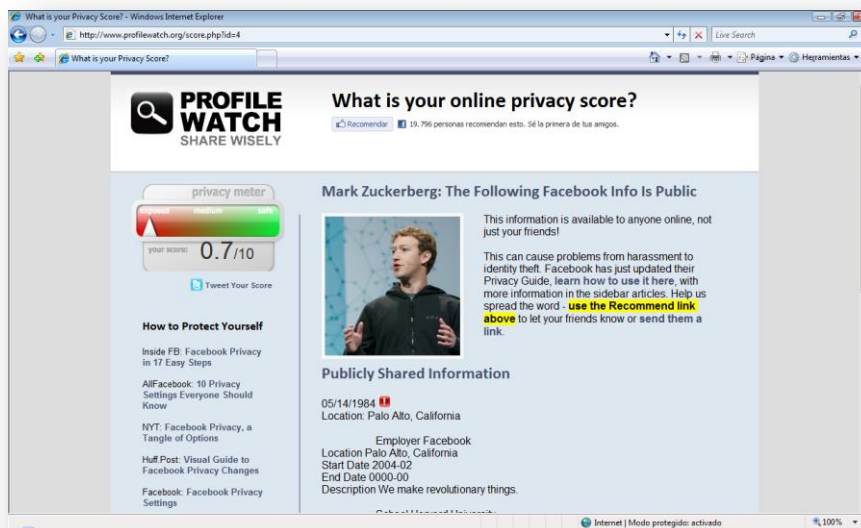 What is your Privacy Score? - Windows Internet Explorer
http://www.profilewatch.org/score.php?id=4
Live Search
What is your Privacy Score?
Página
Herramientas
PROFILE
WATCH
SHARE WISELY
What is your online privacy score?
Recomendar
19.796 personas recomiendan esto. Sé la primera de tus amigos.
privacy meter
exposed medium safe
your score: 0.7/10
Tweet Your Score
How to Protect Yourself
Inside FB: Facebook Privacy
in 17 Easy Steps
AllFacebook: 10 Privacy
Settings Everyone Should
Know
NYT: Facebook Privacy, a
Tangle of Options
Huff.Post: Visual Guide to
Facebook Privacy Changes
Facebook: Facebook Privacy
Settings
Mark Zuckerberg: The Following Facebook Info Is Public
This information is available to anyone online, not
just your friends!
This can cause problems from harassment to
identity theft. Facebook has just updated their
Privacy Guide, learn how to use it here, with
more information in the sidebar articles. Help us
spread the word - use the Recommend link
above to let your friends know or send them a
link.
Publicly Shared Information
05/14/1984
Location: Palo Alto, California
Employer Facebook
Location Palo Alto, California
Start Date 2004-02
End Date 0000-00
Description We make revolutionary things.
School Harvard University
Internet | Modo protegido: activado
100%